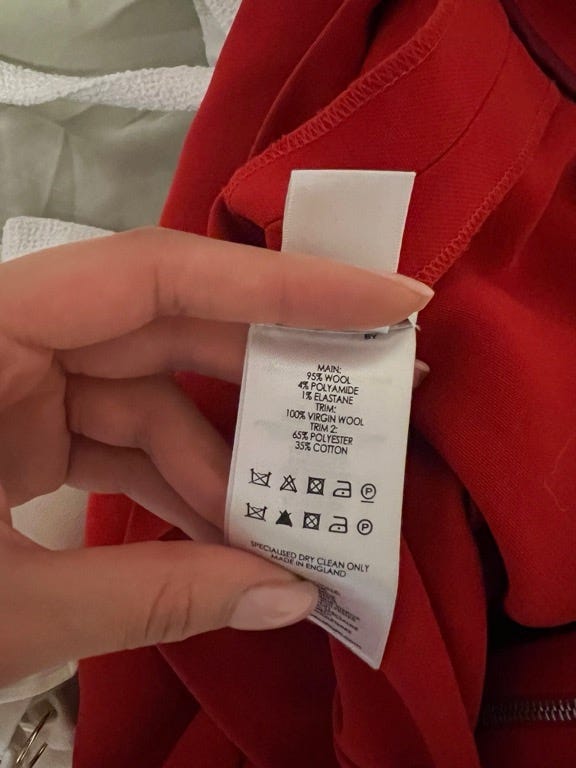 BY
MAIN:
95% WOOL
4% POLYAMIDE
1% ELASTANE
TRIM:
100% VIRGIN WOOL
TRIM 2:
65% POLYESTER
35% COTTON
P
P
SPECIALISED DRY CLEAN ONLY
MADE IN ENGLAND